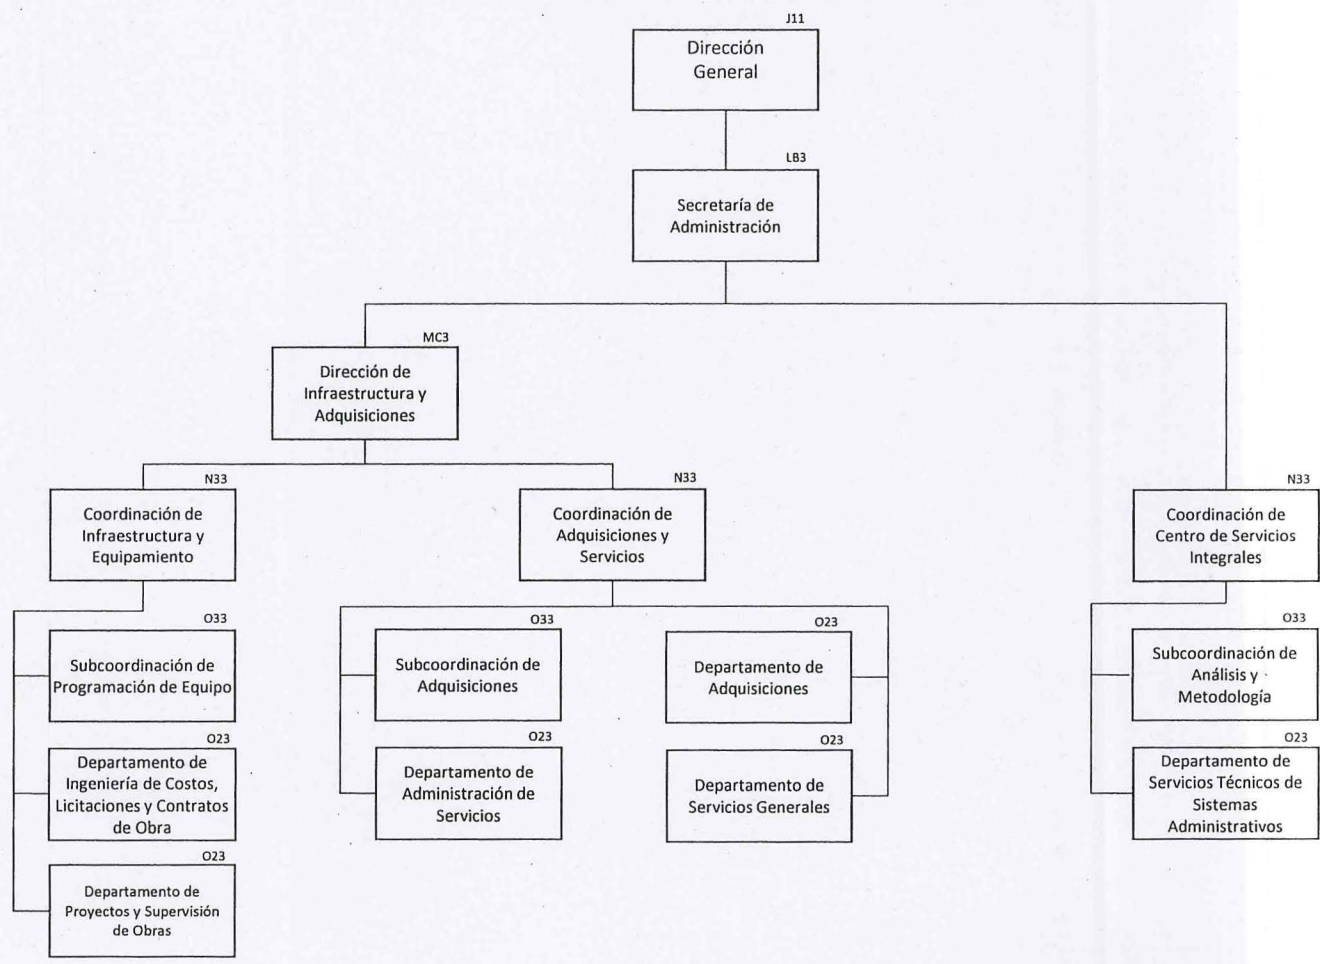 J11
Dirección
General
LB3
Secretaría de
Administración
MC3
Dirección de
Infraestructura y
Adquisiciones
N33
Coordinación de
Infraestructura y
Equipamiento
N33
Coordinación de
Adquisiciones y
Servicios
N33
Coordinación de
Centro de Servicios
Integrales
O33
Subcoordinación de
Programación de Equipo
O23
Departamento de
Ingeniería de Costos,
Licitaciones y Contratos
de Obra
O23
Departamento de
Proyectos y Supervisión
de Obras
O33
Subcoordinación de
Adquisiciones
O23
Departamento de
Administración de
Servicios
O23
Departamento de
Adquisiciones
O23
Departamento de
Servicios Generales
O33
Subcoordinación de
Análisis y
Metodología
O23
Departamento de
Servicios Técnicos de
Sistemas
Administrativos